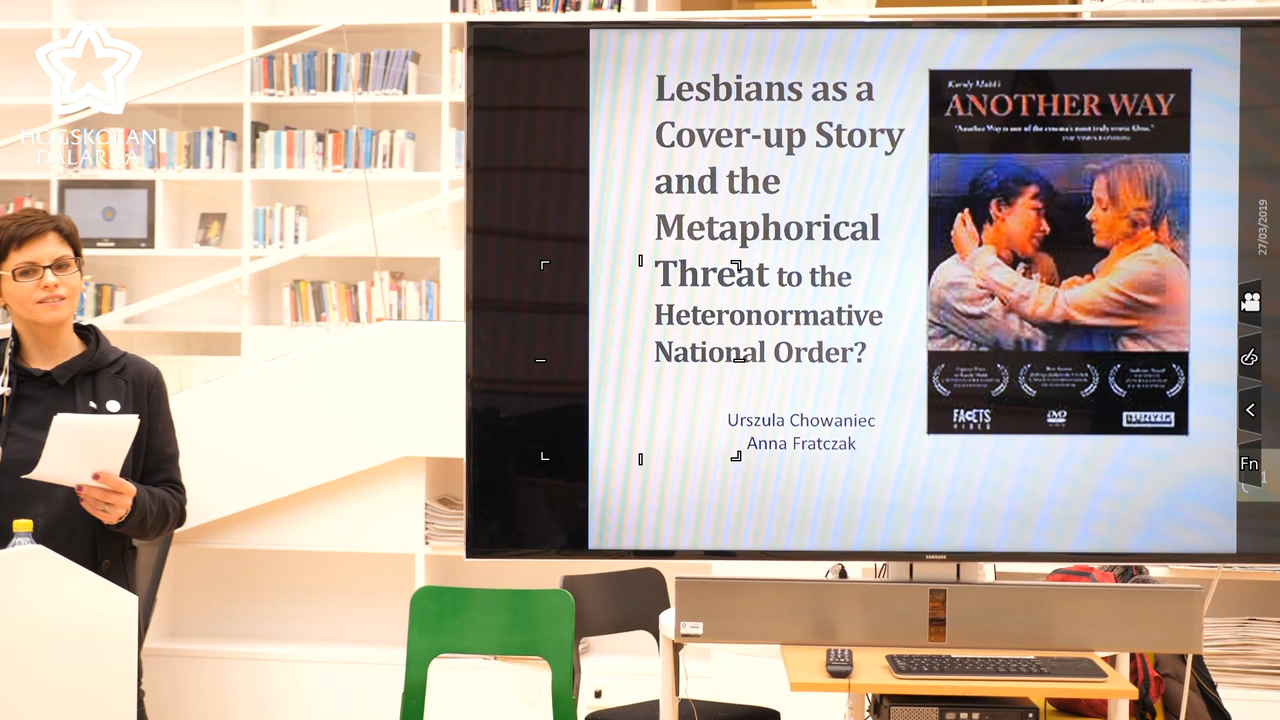 HÖGSKOLAN
DALARNA
Lesbians as a
Cover-up Story
and the
Metaphorical
Threat to the
Heteronormative
National Order?
Urszula Chowaniec
Anna Fratczak
Karoly Makk's
ANOTHER WAY
"Another Way is one of the cinema's most truly erotic films."
FACETS
VIDEO
DVD
SAMSUNG
27/03/2019
Fn
1